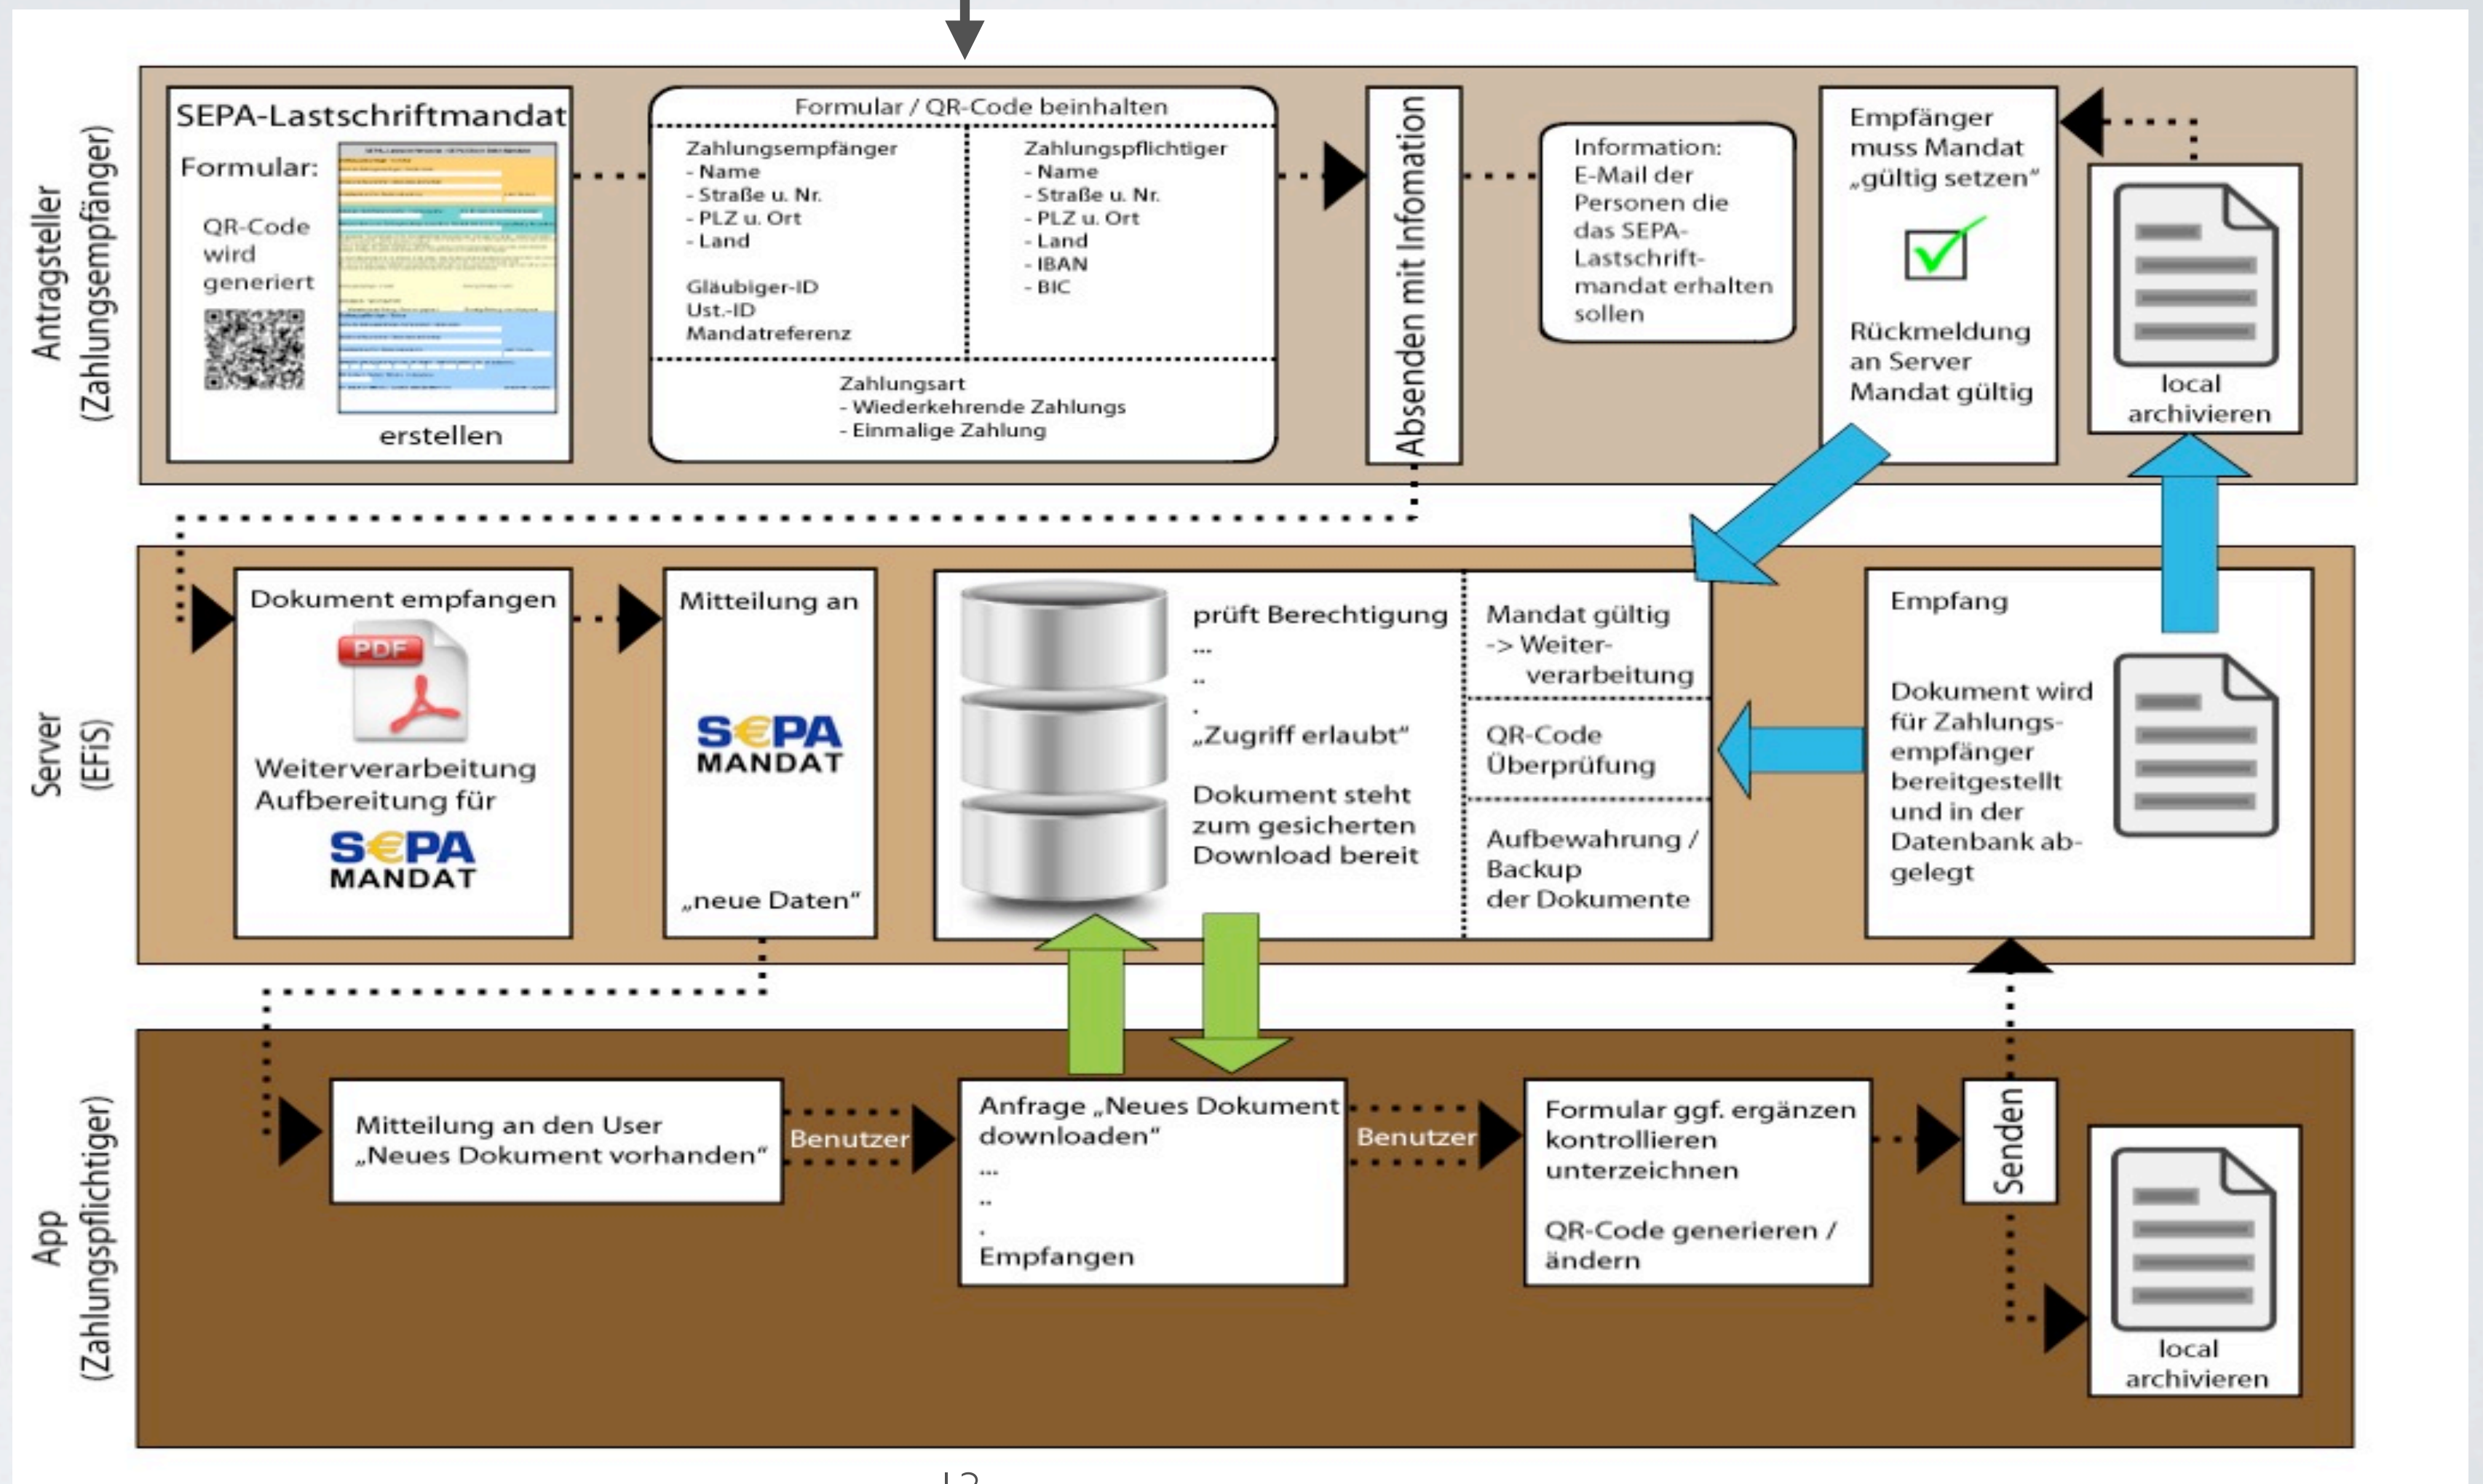 Antragsteller
(Zahlungsempfänger)
SEPA-Lastschriftmandat
Formular:
QR-Code
wird
generiert
erstellen
Formular / QR-Code beinhalten
Zahlungsempfänger
- Name
- Straße u. Nr.
- PLZ u. Ort
- Land
Gläubiger-ID
Ust.-ID
Mandatreferenz
Zahlungspflichtiger
- Name
- Straße u. Nr.
- PLZ u. Ort
- Land
- IBAN
- BIC
Zahlungsart
- Wiederkehrende Zahlungs
- Einmalige Zahlung
Absenden mit Infomation
Information:
E-Mail der
Personen die
das SEPA-
Lastschrift-
mandat erhalten
sollen
Empfänger
muss Mandat
„gültig setzen“
Rückmeldung
an Server
Mandat gültig
local
archivieren
Server
(EFiS)
Dokument empfangen
PDF
Weiterverarbeitung
Aufbereitung für
S€PA
MANDAT
Mitteilung an
S€PA
MANDAT
„neue Daten“
prüft Berechtigung
...
..
.
„Zugriff erlaubt“
Dokument steht
zum gesicherten
Download bereit
Mandat gültig
-> Weiter-
verarbeitung
QR-Code
Überprüfung
Aufbewahrung /
Backup
der Dokumente
Empfang
Dokument wird
für Zahlungs-
empfänger
bereitgestellt
und in der
Datenbank ab-
gelegt
App
(Zahlungspflichtiger)
Mitteilung an den User
„Neues Dokument vorhanden“
Benutzer
Anfrage „Neues Dokument
downloaden“
...
..
.
Empfangen
Benutzer
Formular ggf. ergänzen
kontrollieren
unterzeichnen
QR-Code generieren /
ändern
Senden
local
archivieren